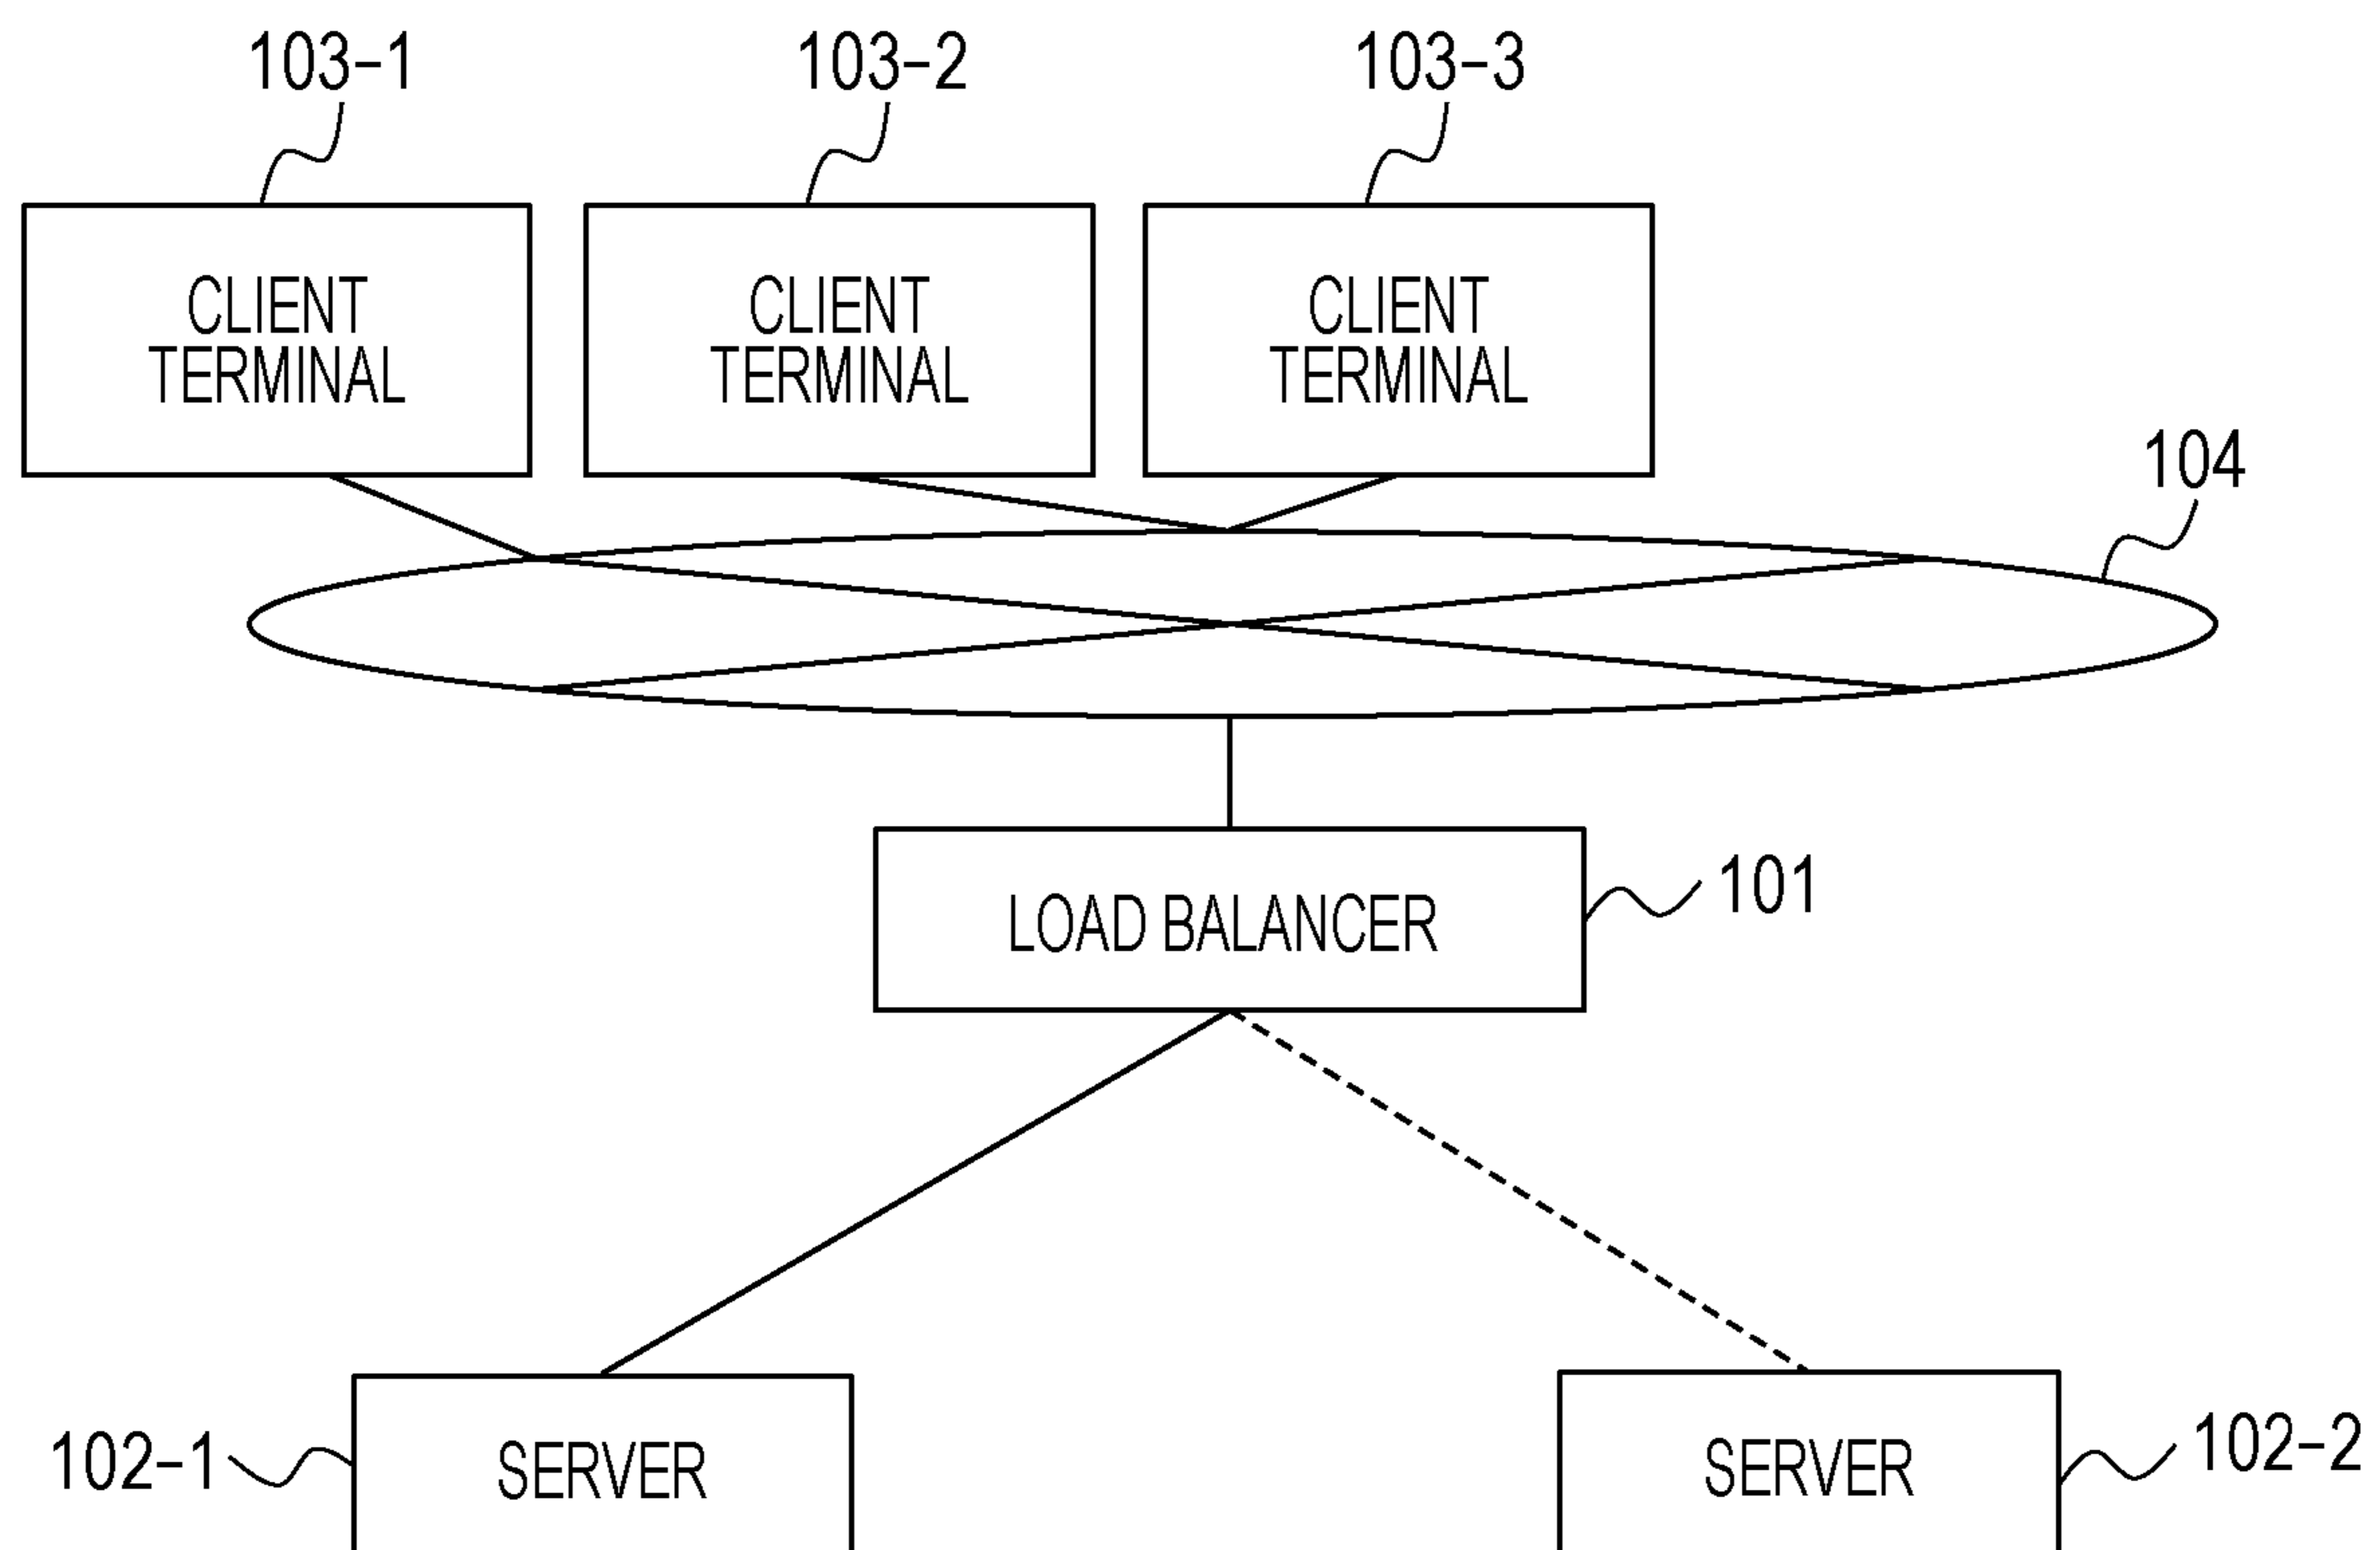 103-1 103-2 103-3
CLIENT TERMINAL
CLIENT TERMINAL
CLIENT TERMINAL
104
LOAD BALANCER
101
102-1
SERVER
SERVER
102-2